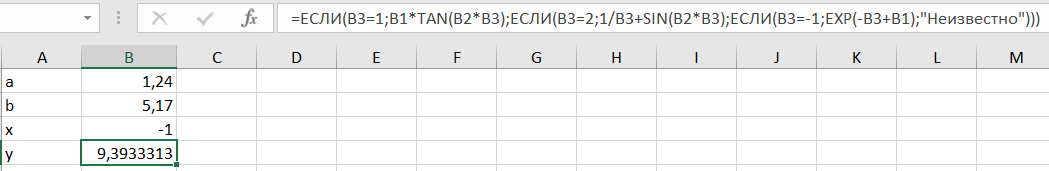 =ЕСЛИ(B3=1;B1*TAN(B2*B3);ЕСЛИ(B3=2;1/B3+SIN(B2*B3);ЕСЛИ(B3=-1;EXP(-B3+B1);"Неизвестно")))
A B C D E F G H I J K L M
a 1,24
b 5,17
x -1
y 9,3933313